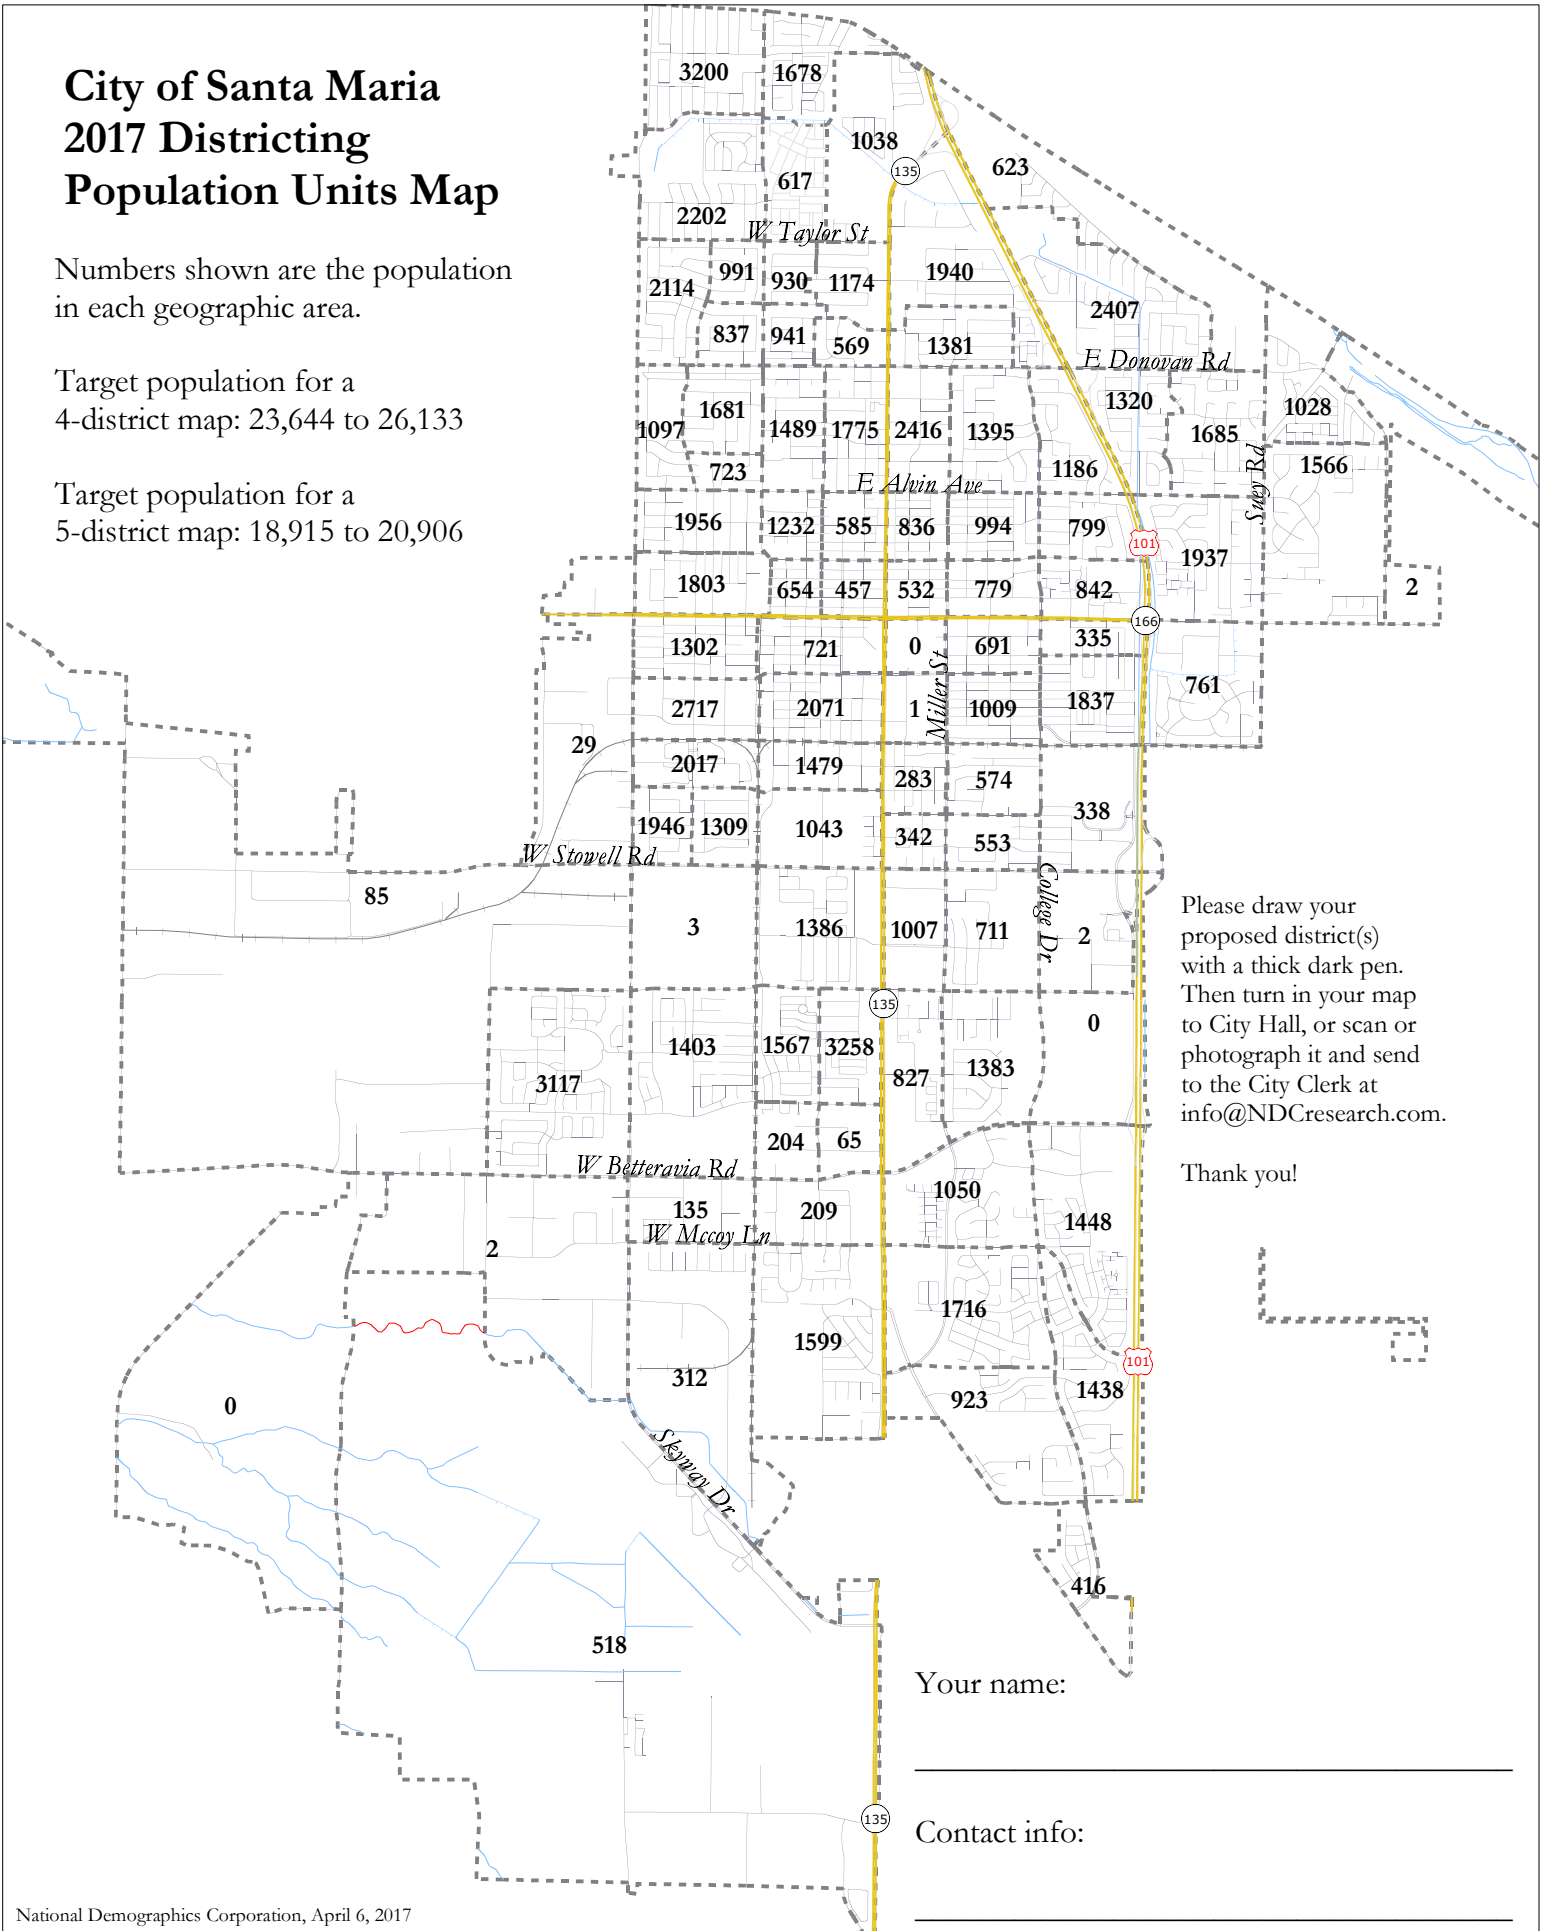 City of Santa Maria
2017 Districting
Population Units Map
Numbers shown are the population
in each geographic area.
Target population for a
4-district map: 23,644 to 26,133
Target population for a
5-district map: 18,915 to 20,906
3200 1678
1038
135
623
617
2202
W Taylor St
991 930 1174 1940
2114
2407
837 941 569 1381
E Donovan Rd
1681
1320
1028
1097 1489 1775 2416 1395
1685
Suey Rd
723
1186
1566
E Alvin Ave
1956 1232 585 836 994 799
101
1937
1803 654 457 532 779 842
2
166
1302 721 0 691 335
Miller St
761
2717 2071 1 1009 1837
29
2017 1479 283 574
338
1946 1309 1043 342 553
W Stowell Rd
85
College Dr
3 1386 1007 711 2
Please draw your
proposed district(s)
with a thick dark pen.
Then turn in your map
to City Hall, or scan or
photograph it and send
to the City Clerk at
info@NDCresearch.com.
Thank you!
135
0
1403 1567 3258
3117
827 1383
204 65
W Betteravia Rd
1050
135 209
1448
W Mccoy Ln
2
1716
1599
101
312
923 1438
0
Skyway Dr
416
518
Your name:
135
Contact info:
National Demographics Corporation, April 6, 2017